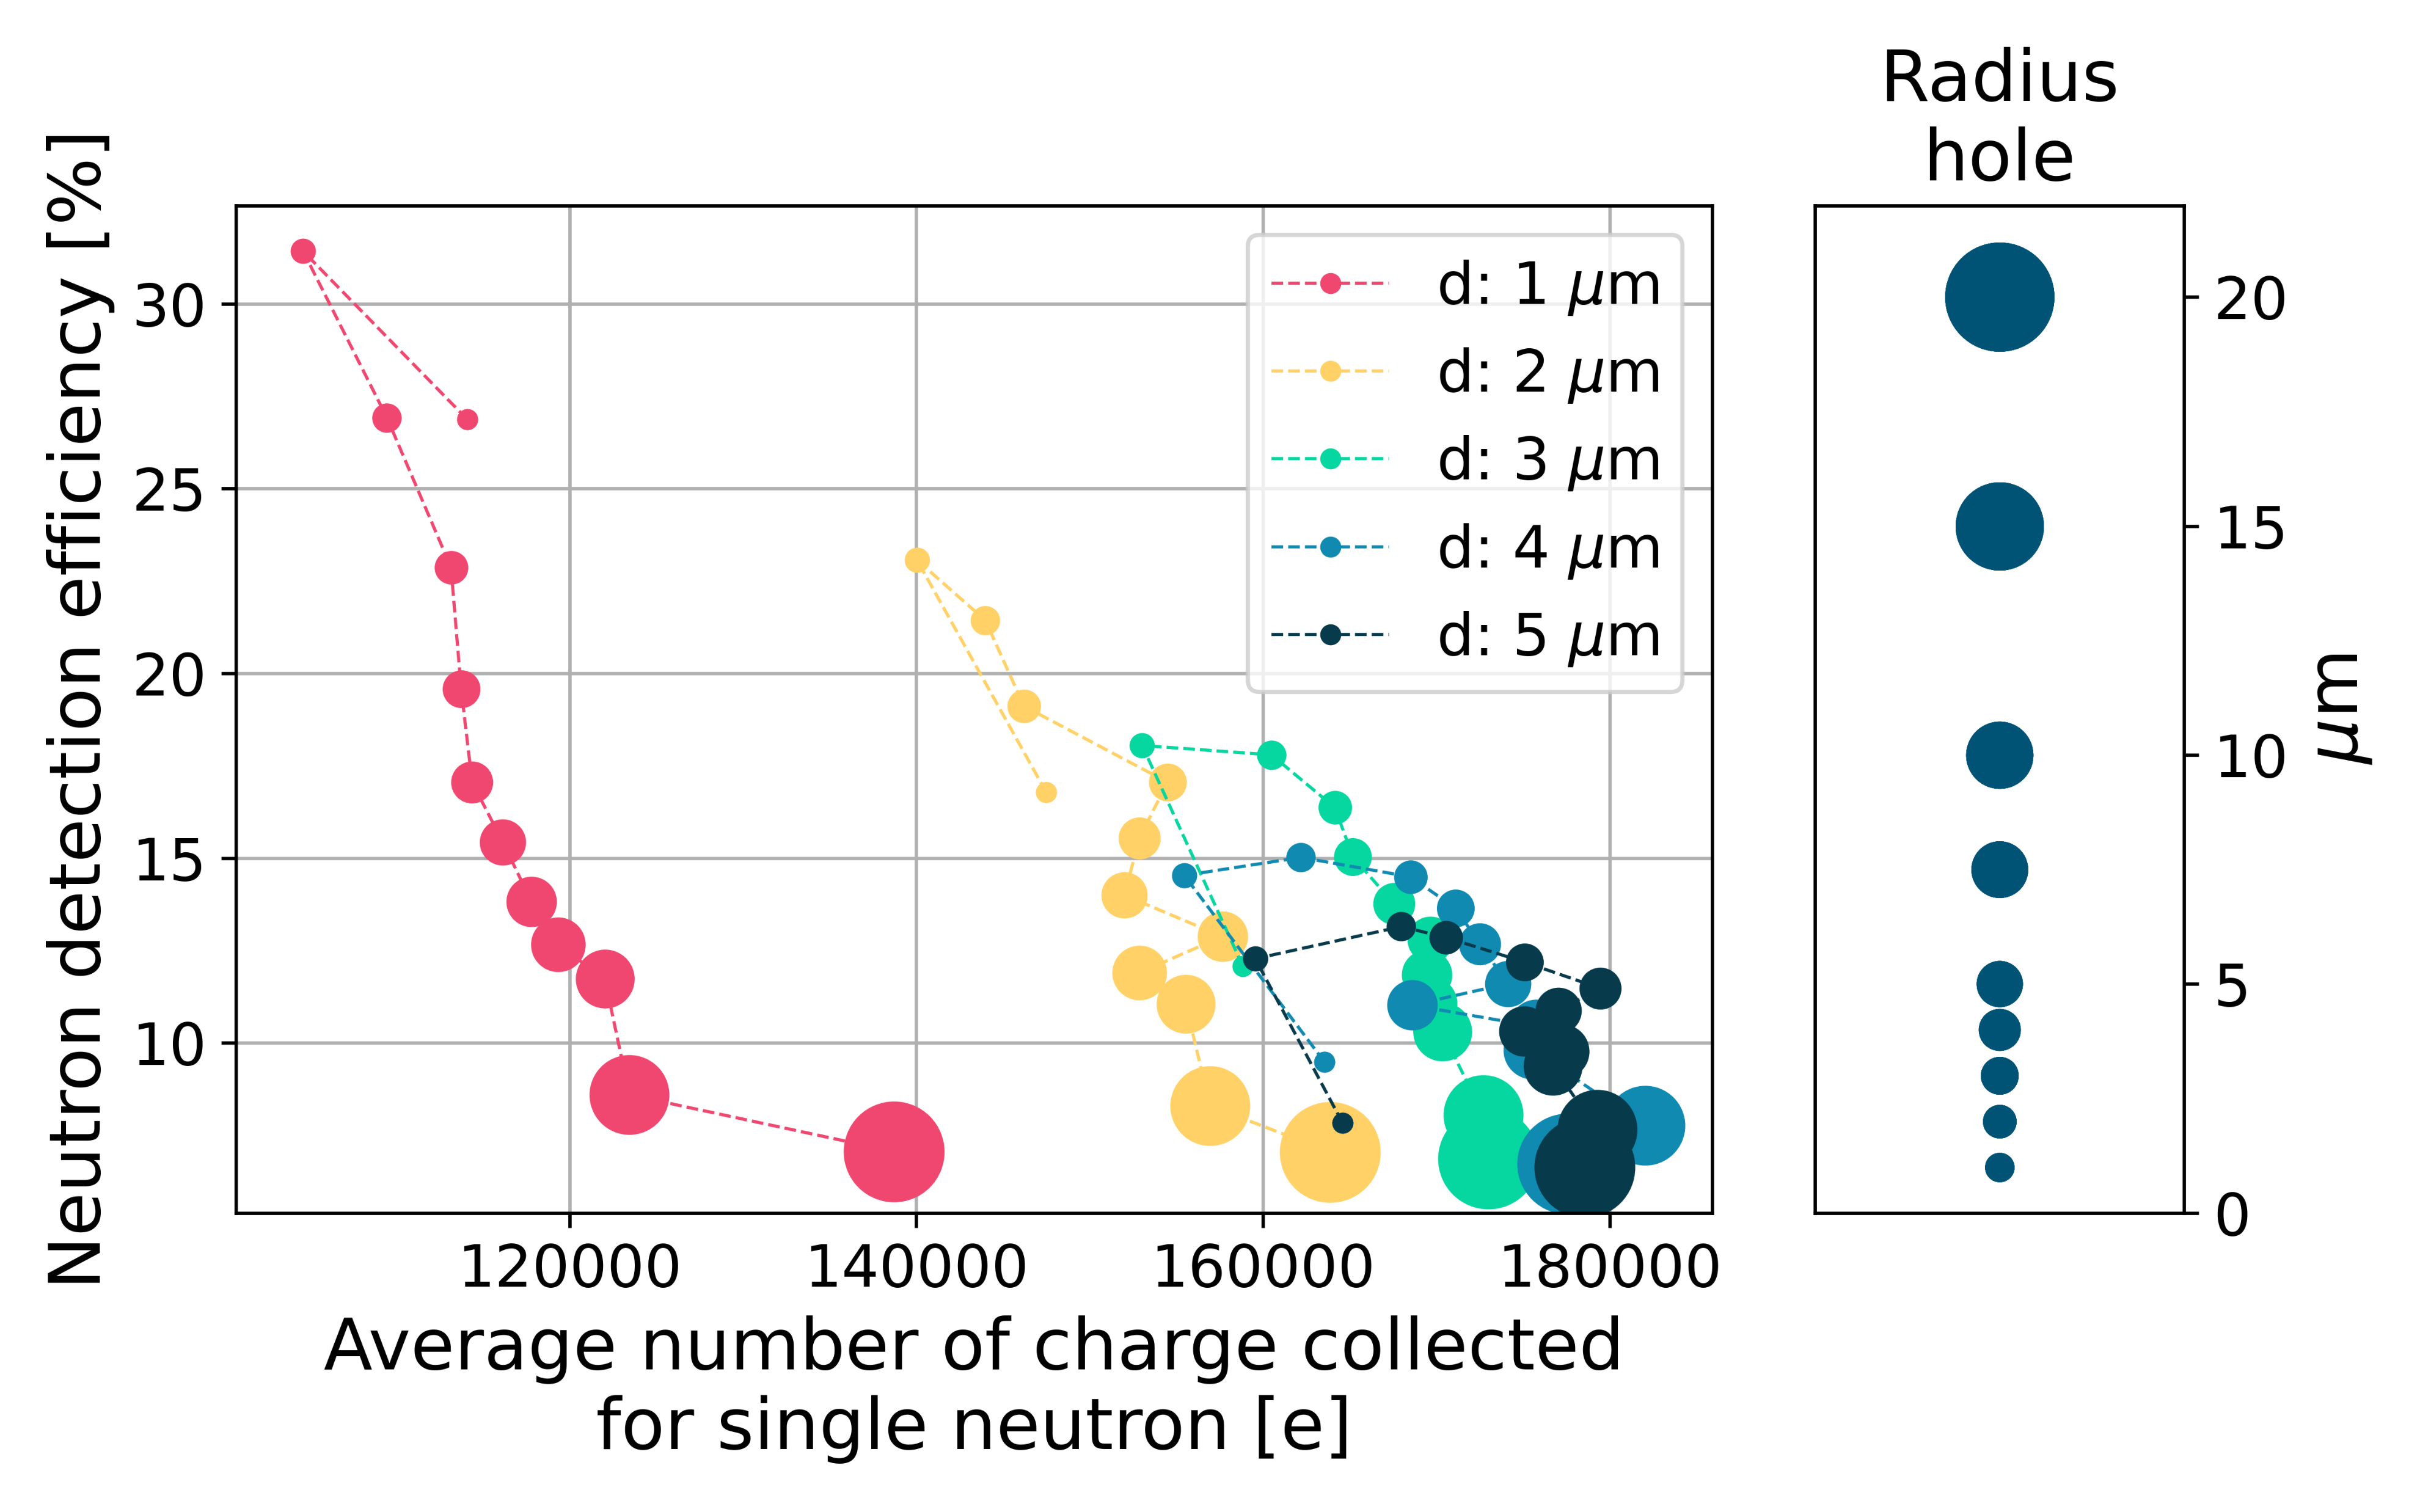 Radius
hole
Neutron detection efficiency [%]
30
25
20
15
10
d: 1 μm
d: 2 μm
d: 3 μm
d: 4 μm
d: 5 μm
20
15
10
5
0
μm
120000
140000
160000
180000
Average number of charge collected
for single neutron [e]